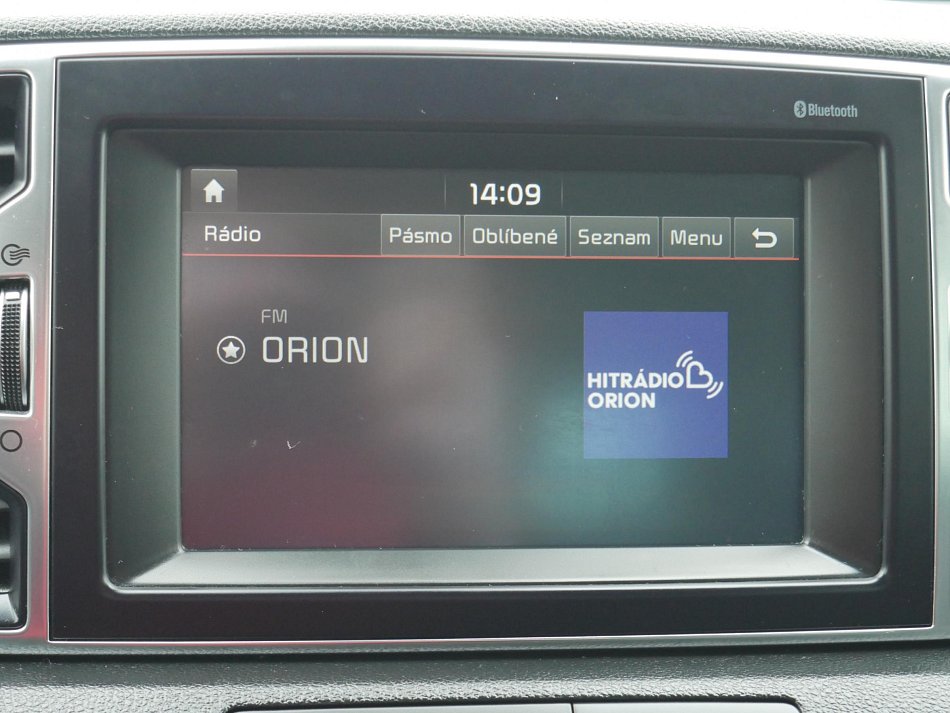 Bluetooth
14:09
Rádio Pásmo Oblíbené Seznam Menu
FM
ORION
HITRÁDIO
ORION